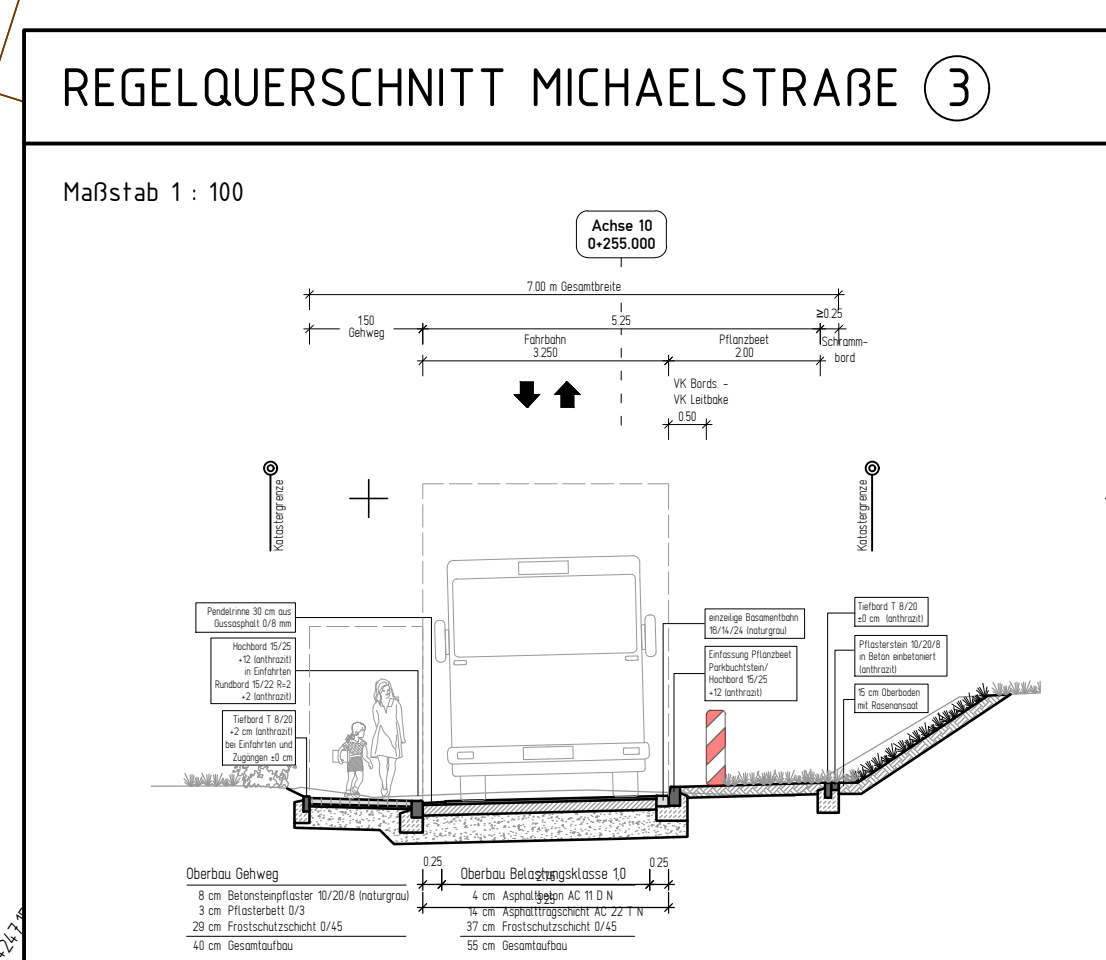 REGELQUERSCHNITT MICHAELSTRAßE 3
Maßstab 1 : 100
Achse 10
0+255.000
7.00 m Gesamtbreite
1.50
Gehweg
5.25
≥0.25
Schramm-
bord
Fahrbahn
3.250
Pflanzbeet
2.00
VK Bords. -
VK Leitbake
0.50
Katastergrenze
Katastergrenze
Pendelrinne 30 cm aus
Gussasphalt 0/8 mm
Hochbord 15/25
+12 (anthrazit)
in Einfahrten
Rundbord 15/22 R=2
+2 (anthrazit)
Tiefbord T 8/20
+2 cm (anthrazit)
bei Einfahrten und
Zugängen ±0 cm
einzeilige Basamentbahn
16/14/24 (naturgrau)
Einfassung Pflanzbeet
Parkbuchtstein/
Hochbord 15/25
+12 (anthrazit)
Tiefbord T 8/20
±0 cm (anthrazit)
Pflasterstein 10/20/8
in Beton einbetoniert
(anthrazit)
15 cm Oberboden
mit Rasenansaat
0.25
2.75
0.25
3.25
Oberbau Gehweg
8 cm Betonsteinpflaster 10/20/8 (naturgrau)
3 cm Pflasterbett 0/3
29 cm Frostschutzschicht 0/45
40 cm Gesamtaufbau
Oberbau Belastungsklasse 1,0
4 cm Asphaltbeton AC 11 D N
14 cm Asphalttragschicht AC 22 T N
37 cm Frostschutzschicht 0/45
55 cm Gesamtaufbau